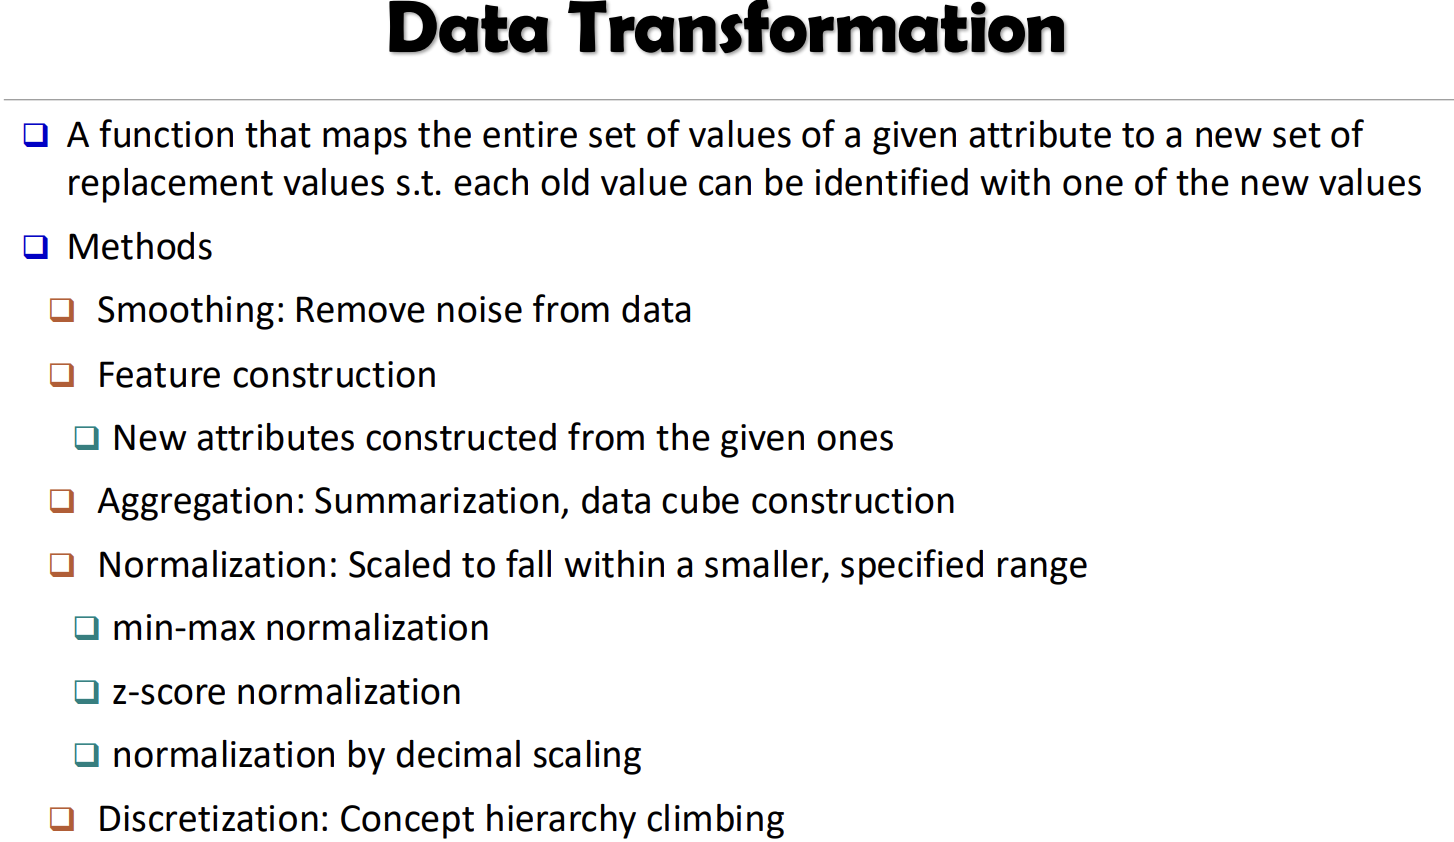 Data Transformation
A function that maps the entire set of values of a given attribute to a new set of
replacement values s.t. each old value can be identified with one of the new values
Methods
Smoothing: Remove noise from data
Feature construction
New attributes constructed from the given ones
Aggregation: Summarization, data cube construction
Normalization: Scaled to fall within a smaller, specified range
min-max normalization
z-score normalization
normalization by decimal scaling
Discretization: Concept hierarchy climbing